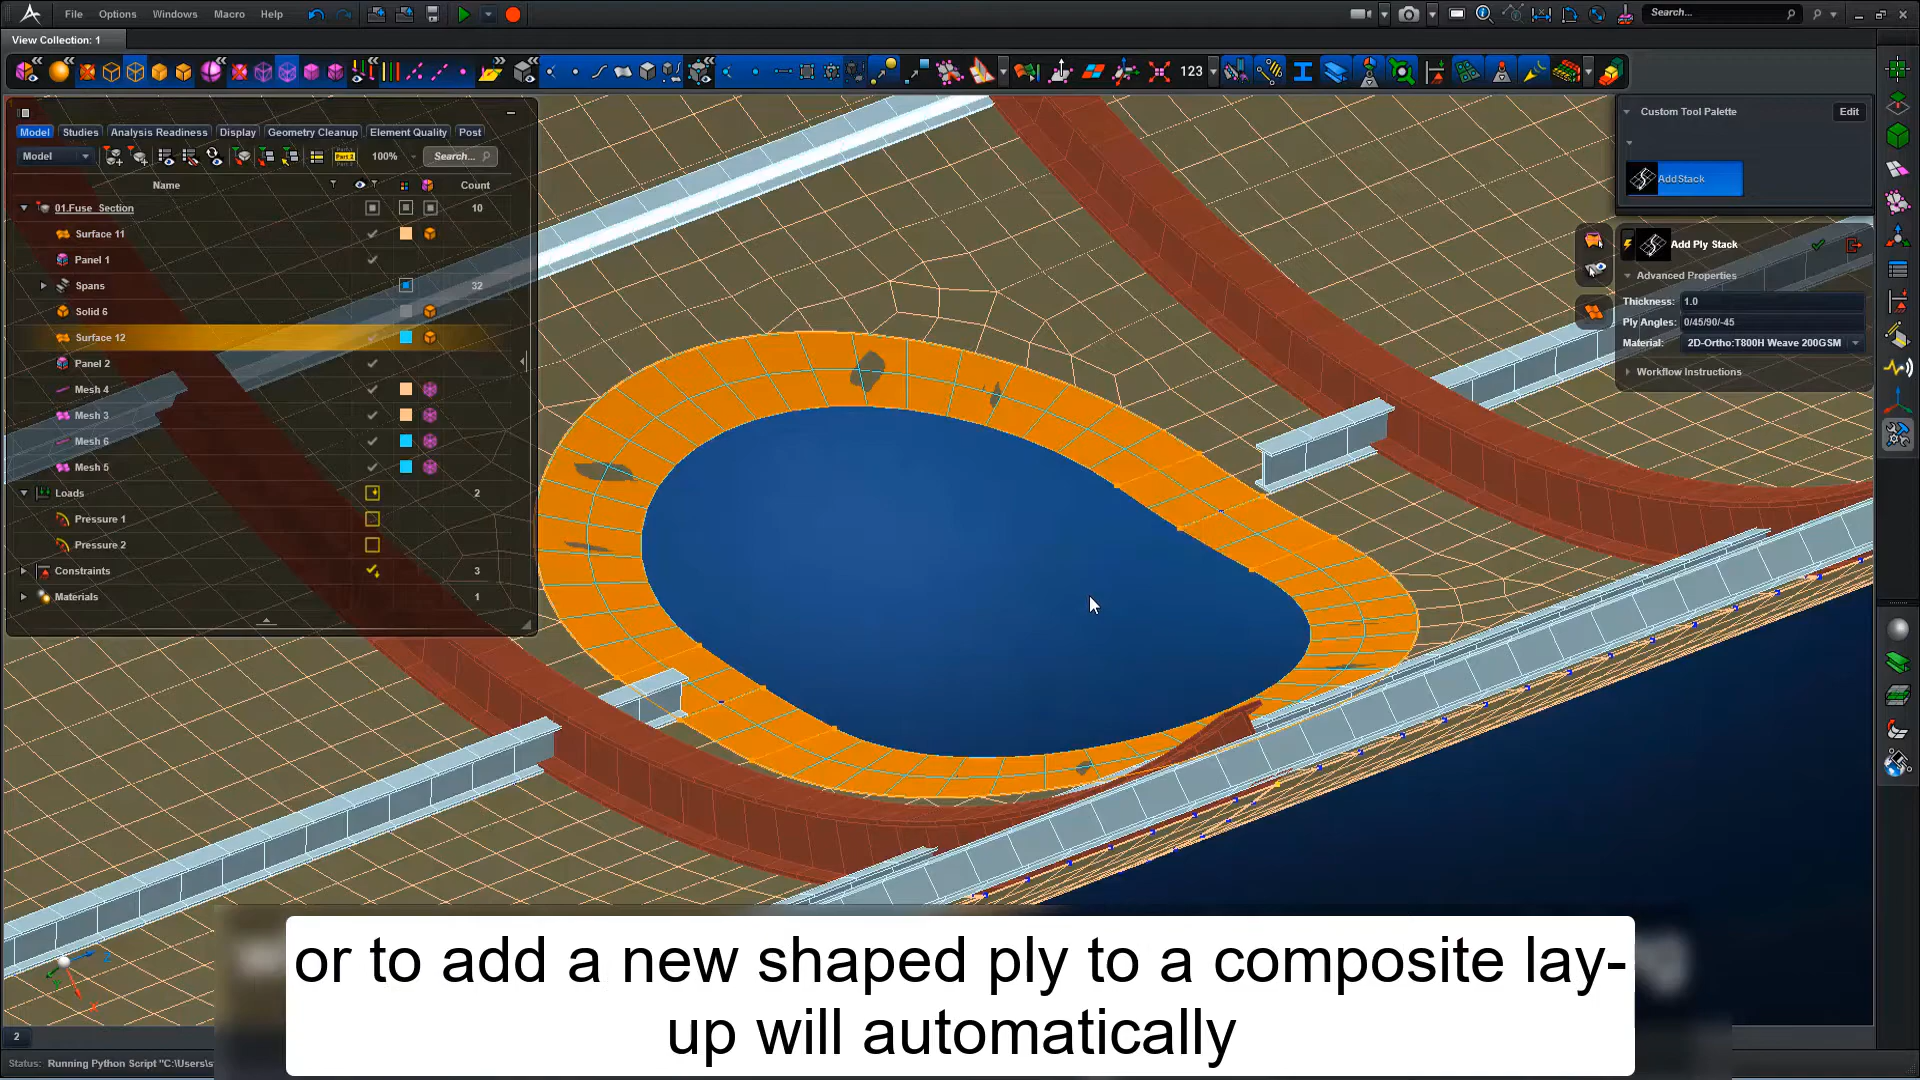 File Options Windows Macro Help Search...
View Collection: 1
123
Custom Tool Palette Edit
Model Studies Analysis Readiness Display Geometry Cleanup Element Quality Post
Model 100% Search...
AddStack
Name Count
01.Fuse_Section 10
Surface 11
Add Ply Stack
Panel 1
Advanced Properties
Spans 32
Thickness: 1.0
Solid 6
Ply Angles: 0/45/90/-45
Surface 12
Material: 2D-Ortho:T800H Weave 200GSM
Panel 2
Workflow Instructions
Mesh 4
Mesh 3
Mesh 6
Mesh 5
Loads 2
Pressure 1
Pressure 2
Constraints 3
Materials 1
or to add a new shaped ply to a composite lay-
up will automatically
2
Status: Running Python Script "C:\Users\s